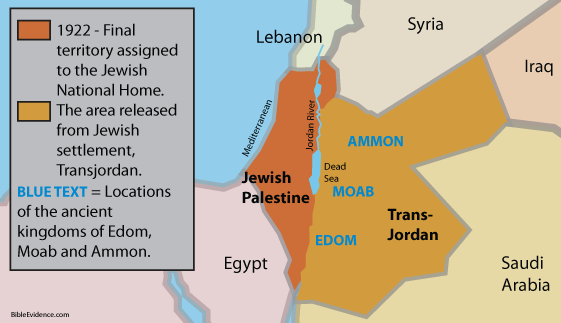 1922 - Final
territory assigned
to the Jewish
National Home.
The area released
from Jewish
settlement,
Transjordan.
BLUE TEXT = Locations
of the ancient
kingdoms of Edom,
Moab and Ammon.
Lebanon
Syria
Iraq
Mediterranean
Jordan River
AMMON
Dead
Sea
Jewish
Palestine
MOAB
Trans-
Jordan
EDOM
Egypt
Saudi
Arabia
BibleEvidence.com